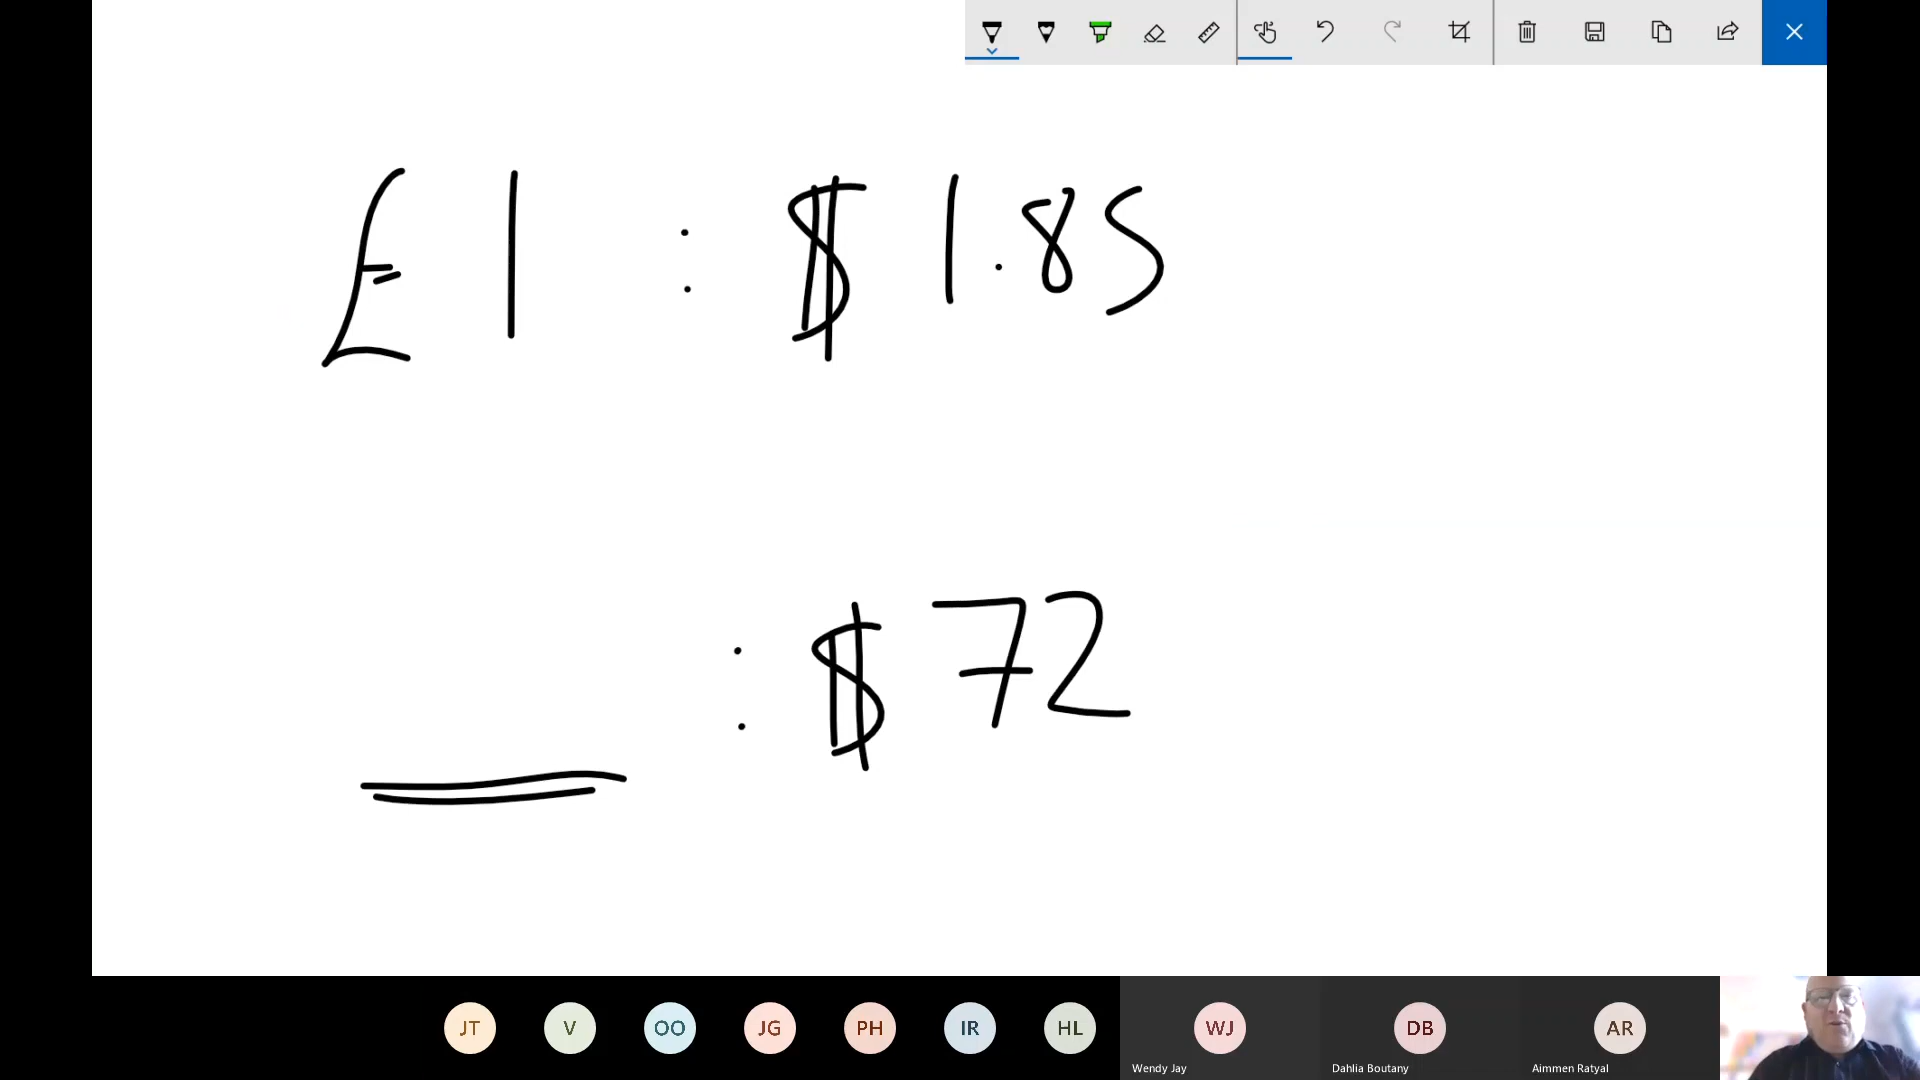 £ 1 : $ 1.85
: $ 72
JT V OO JG PH IR HL WJ DB AR
Wendy Jay Dahlia Boutany Aimmen Ratyal